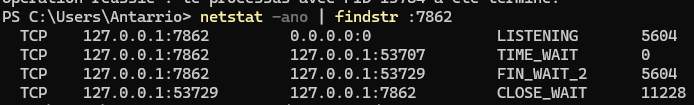 Opération réussie : le processus avec PID 15784 a été terminé.
PS C:\Users\Antarrio> netstat -ano | findstr :7862
TCP 127.0.0.1:7862 0.0.0.0:0 LISTENING 5604
TCP 127.0.0.1:7862 127.0.0.1:53707 TIME_WAIT 0
TCP 127.0.0.1:7862 127.0.0.1:53729 FIN_WAIT_2 5604
TCP 127.0.0.1:53729 127.0.0.1:7862 CLOSE_WAIT 11228